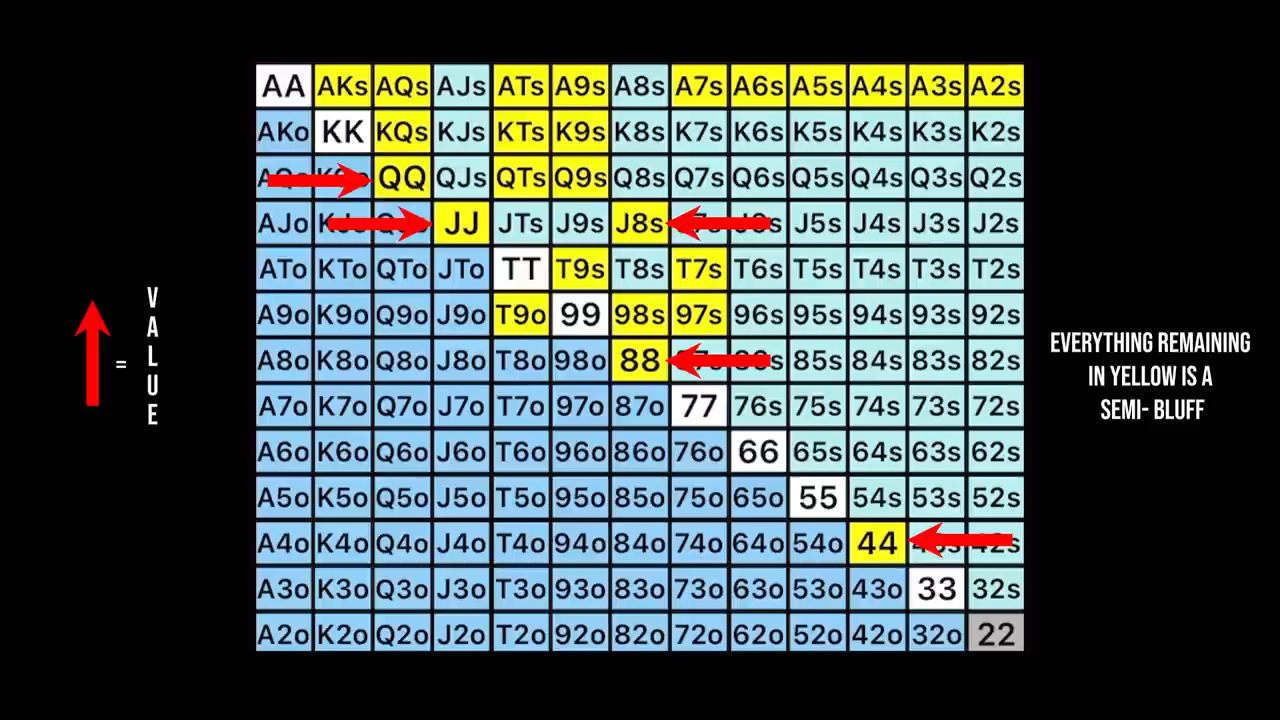 AA AKs AQs AJs ATs A9s A8s A7s A6s A5s A4s A3s A2s
AKo KK KQs KJs KTs K9s K8s K7s K6s K5s K4s K3s K2s
QQ QJs QTs Q9s Q8s Q7s Q6s Q5s Q4s Q3s Q2s
AJo JJ JTs J9s J8s J5s J4s J3s J2s
ATo KTo QTo JTo TT T9s T8s T7s T6s T5s T4s T3s T2s
A9o K9o Q9o J9o T9o 99 98s 97s 96s 95s 94s 93s 92s
A8o K8o Q8o J8o T8o 98o 88 85s 84s 83s 82s
A7o K7o Q7o J7o T7o 97o 87o 77 76s 75s 74s 73s 72s
A6o K6o Q6o J6o T6o 96o 86o 76o 66 65s 64s 63s 62s
A5o K5o Q5o J5o T5o 95o 85o 75o 65o 55 54s 53s 52s
A4o K4o Q4o J4o T4o 94o 84o 74o 64o 54o 44
A3o K3o Q3o J3o T3o 93o 83o 73o 63o 53o 43o 33 32s
A2o K2o Q2o J2o T2o 92o 82o 72o 62o 52o 42o 32o 22
=
VALUE
EVERYTHING REMAINING
IN YELLOW IS A
SEMI- BLUFF